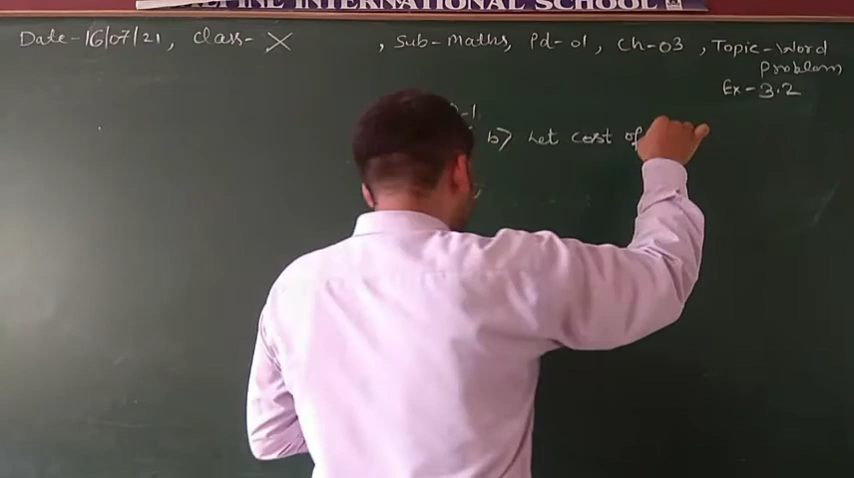 INTERNATIONAL SCHOOL
Date-16/07/21, Class- X , Sub-Maths, Pd-01, Ch-03 , Topic-Word
Problem
Ex-3.2
-1
b) Let cost of